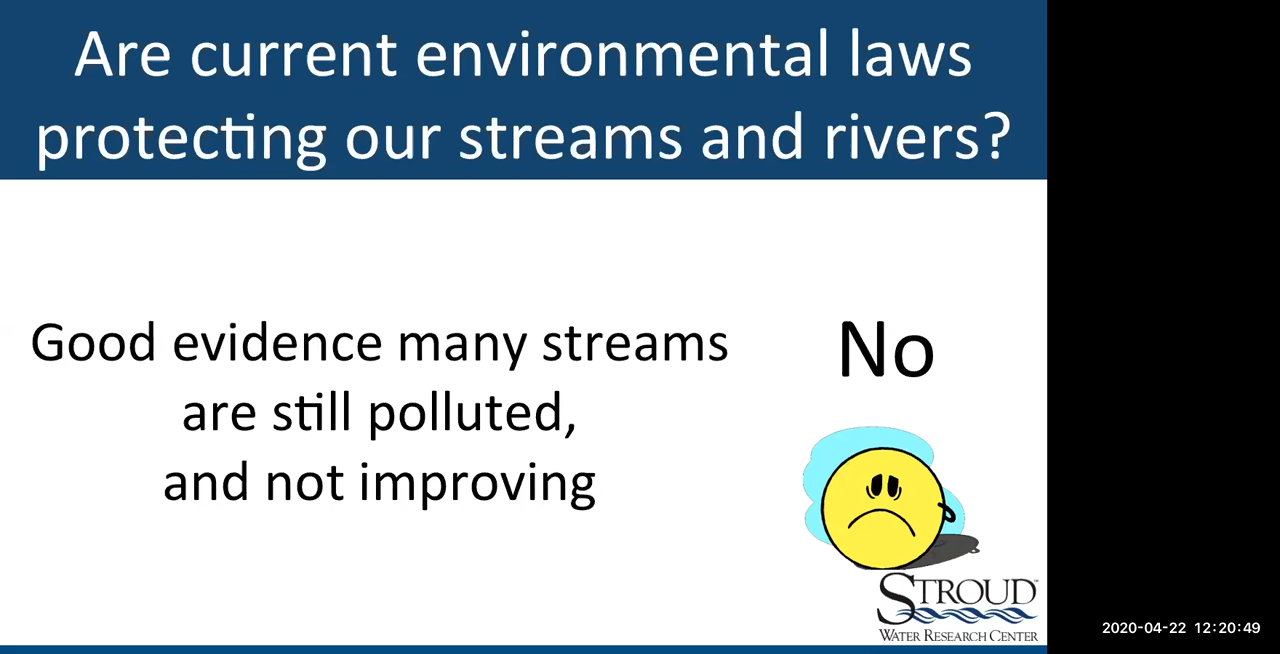 Are current environmental laws
protecting our streams and rivers?
Good evidence many streams
are still polluted,
and not improving
No
STROUD™
WATER RESEARCH CENTER
2020-04-22 12:20:49